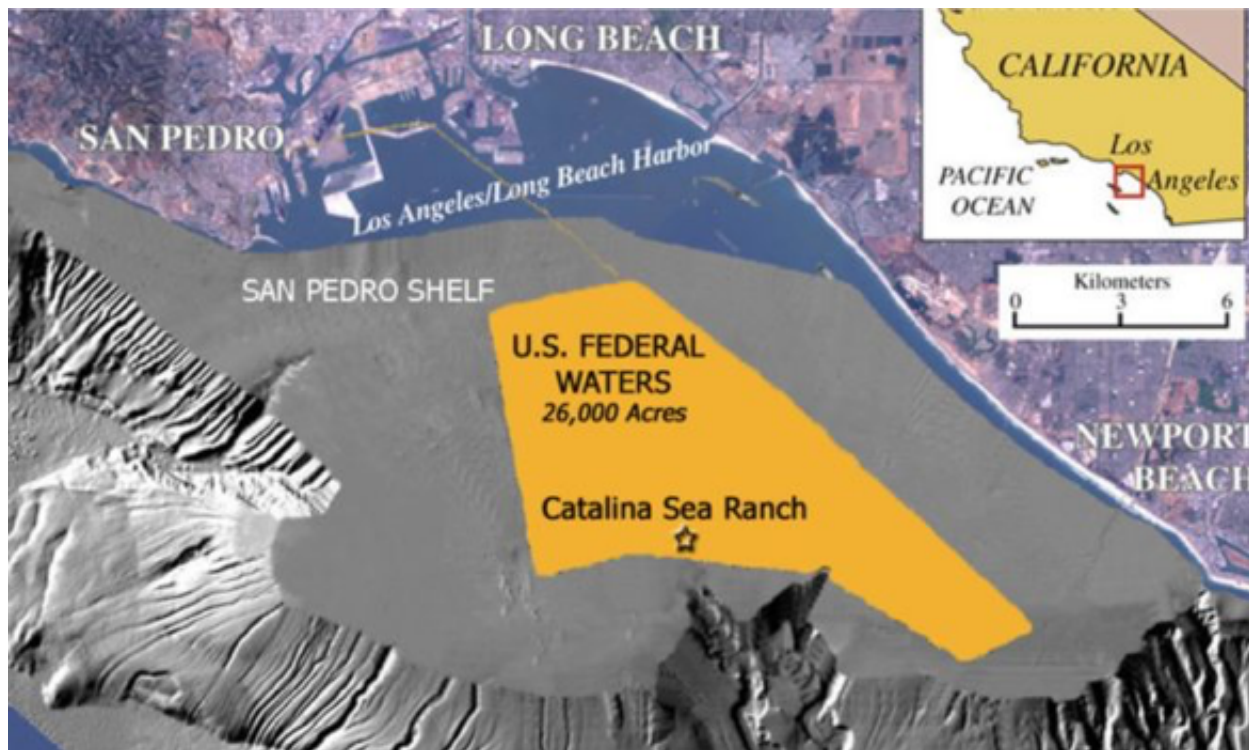 LONG BEACH
SAN PEDRO
Los Angeles/Long Beach Harbor
SAN PEDRO SHELF
U.S. FEDERAL
WATERS
26,000 Acres
Catalina Sea Ranch
NEWPORT
BEACH
CALIFORNIA
Los
Angeles
PACIFIC
OCEAN
Kilometers
0 3 6